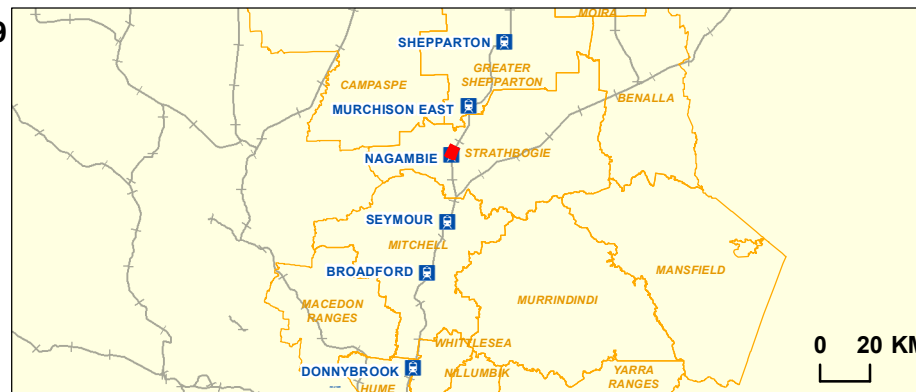 9
MOIRA
SHEPPARTON
GREATER
SHEPPARTON
CAMPASPE
BENALLA
MURCHISON EAST
NAGAMBIE
STRATHBOGIE
SEYMOUR
MITCHELL
BROADFORD
MANSFIELD
MURRINDINDI
MACEDON
RANGES
WHITTLESEA
0 20 KM
DONNYBROOK
NILLUMBIK
YARRA
RANGES
HUME